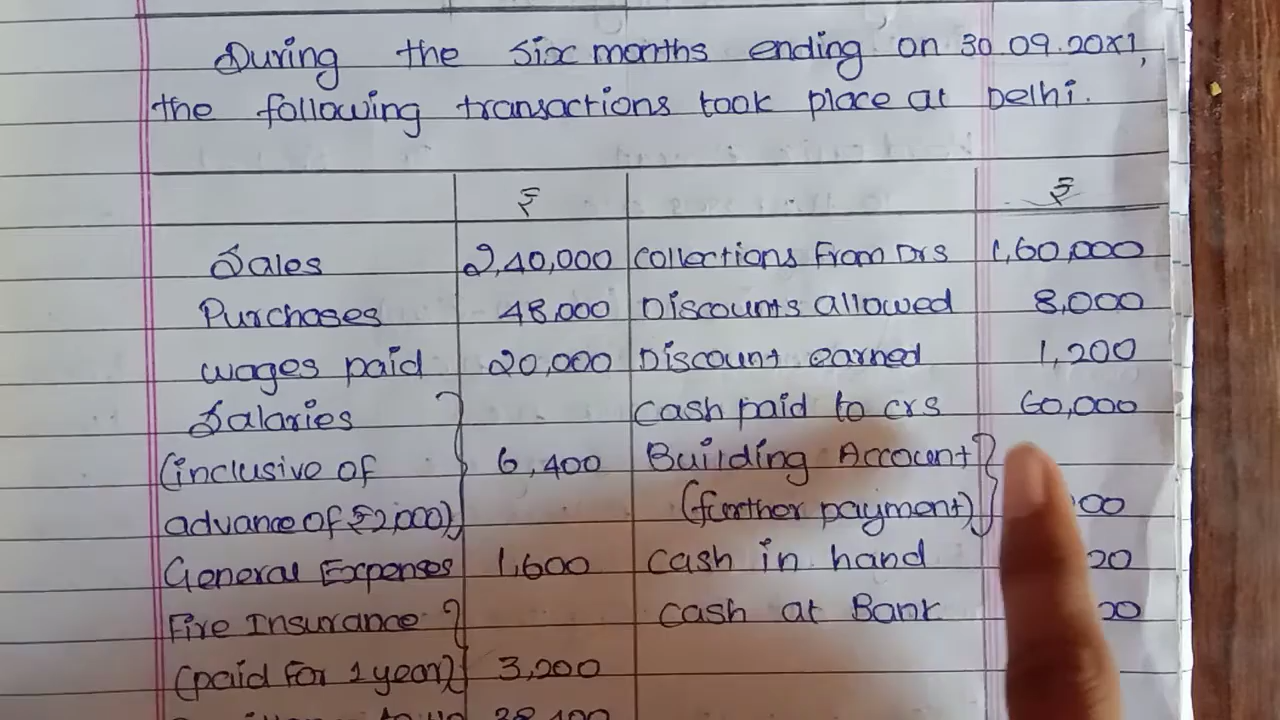 During the six months ending on 30.09.20X1,
the following transactions took place at Delhi.
₹ ₹
Sales 2,40,000 Collections from Drs 1,60,000
Purchases 48,000 Discounts allowed 8,000
wages paid 20,000 Discount earned 1,200
Salaries Cash paid to crs 60,000
(inclusive of 6,400 Building Account
advance of ₹2,000) (further payment) 00
General Expenses 1,600 Cash in hand 20
Fire Insurance Cash at Bank 00
(paid for 1 year) 3,200